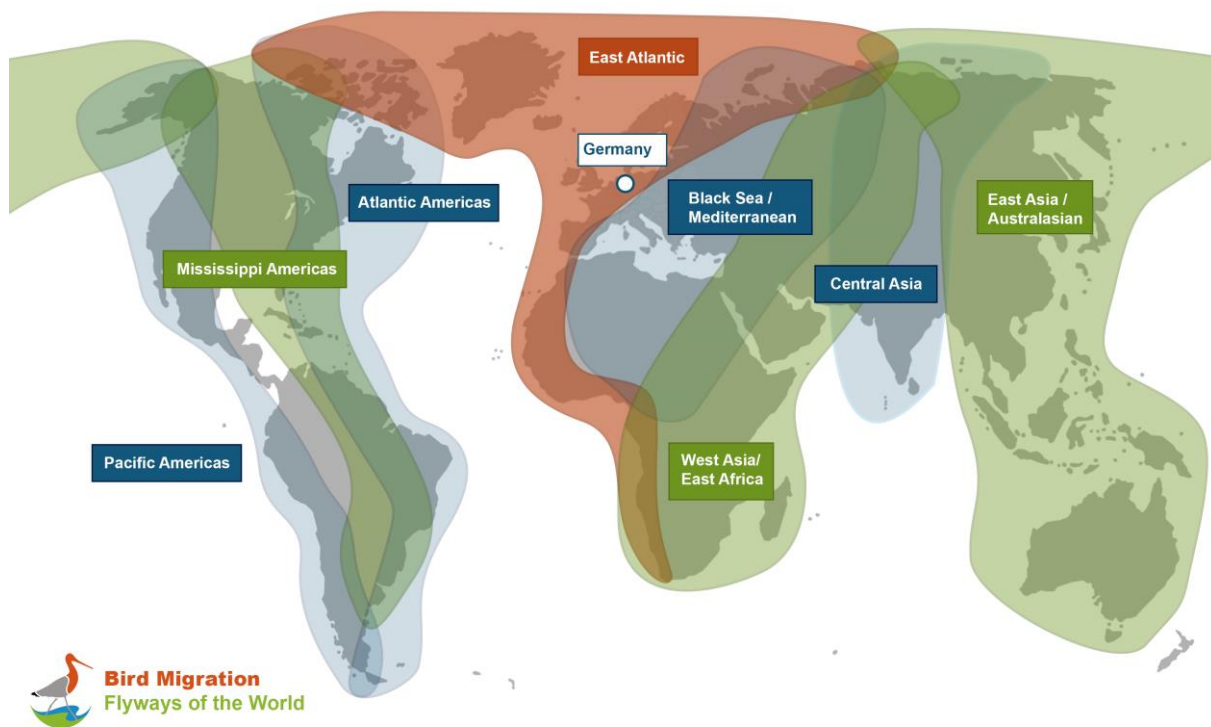 East Atlantic
Germany
Atlantic Americas
Black Sea /
Mediterranean
East Asia /
Australasian
Mississippi Americas
Central Asia
Pacific Americas
West Asia/
East Africa
Bird Migration
Flyways of the World